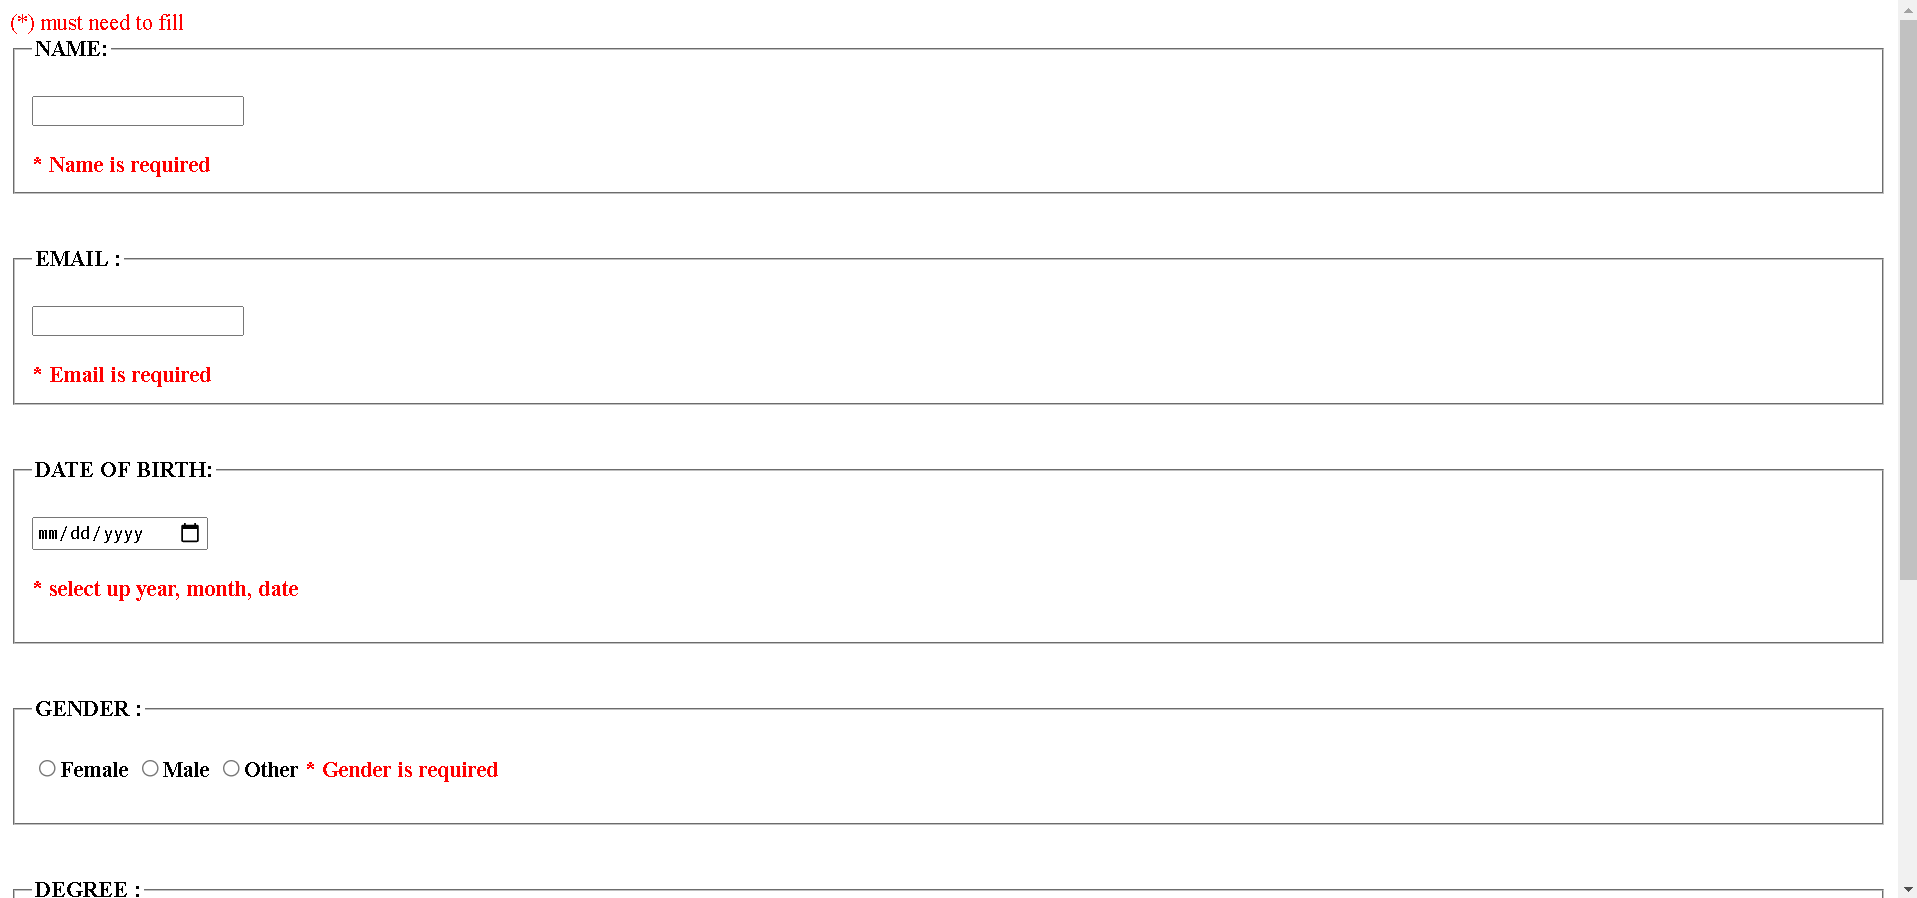 (*) must need to fill
NAME:
* Name is required
EMAIL :
* Email is required
DATE OF BIRTH:
mm/dd/yyyy
* select up year, month, date
GENDER :
Female Male Other * Gender is required
DEGREE :